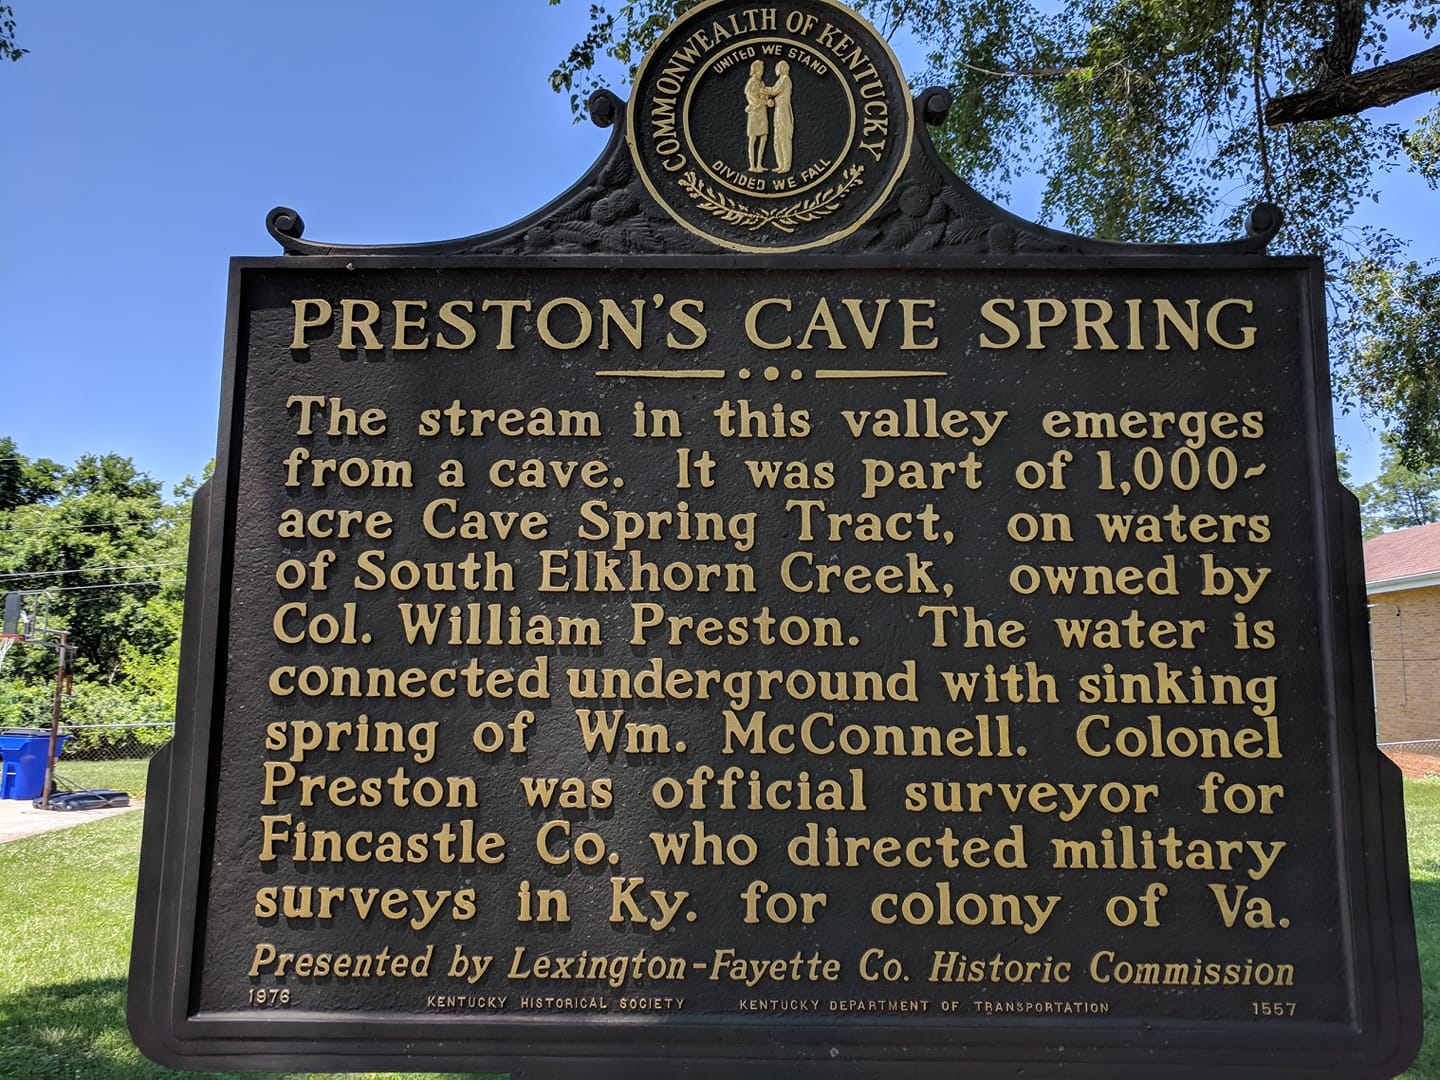 COMMONWEALTH OF KENTUCKY
UNITED WE STAND
DIVIDED WE FALL
PRESTON'S CAVE SPRING
The stream in this valley emerges
from a cave. It was part of 1,000-
acre Cave Spring Tract, on waters
of South Elkhorn Creek, owned by
Col. William Preston. The water is
connected underground with sinking
spring of Wm. McConnell. Colonel
Preston was official surveyor for
Fincastle Co. who directed military
surveys in Ky. for colony of Va.
Presented by Lexington-Fayette Co. Historic Commission
1976 KENTUCKY HISTORICAL SOCIETY KENTUCKY DEPARTMENT OF TRANSPORTATION 1557